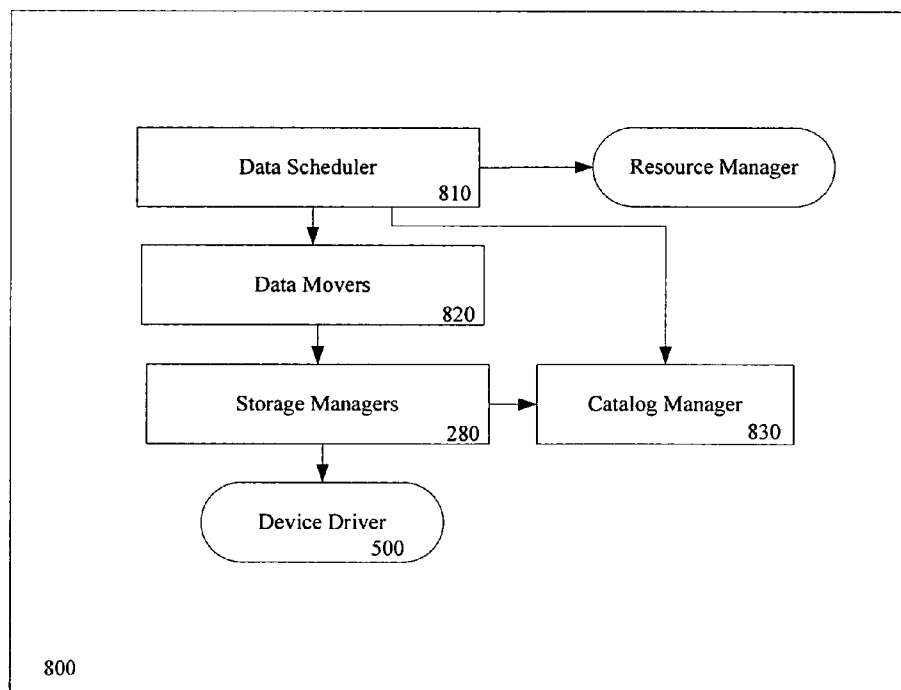 Data Scheduler
810
Resource Manager
Data Movers
820
Storage Managers
280
Catalog Manager
830
Device Driver
500
800